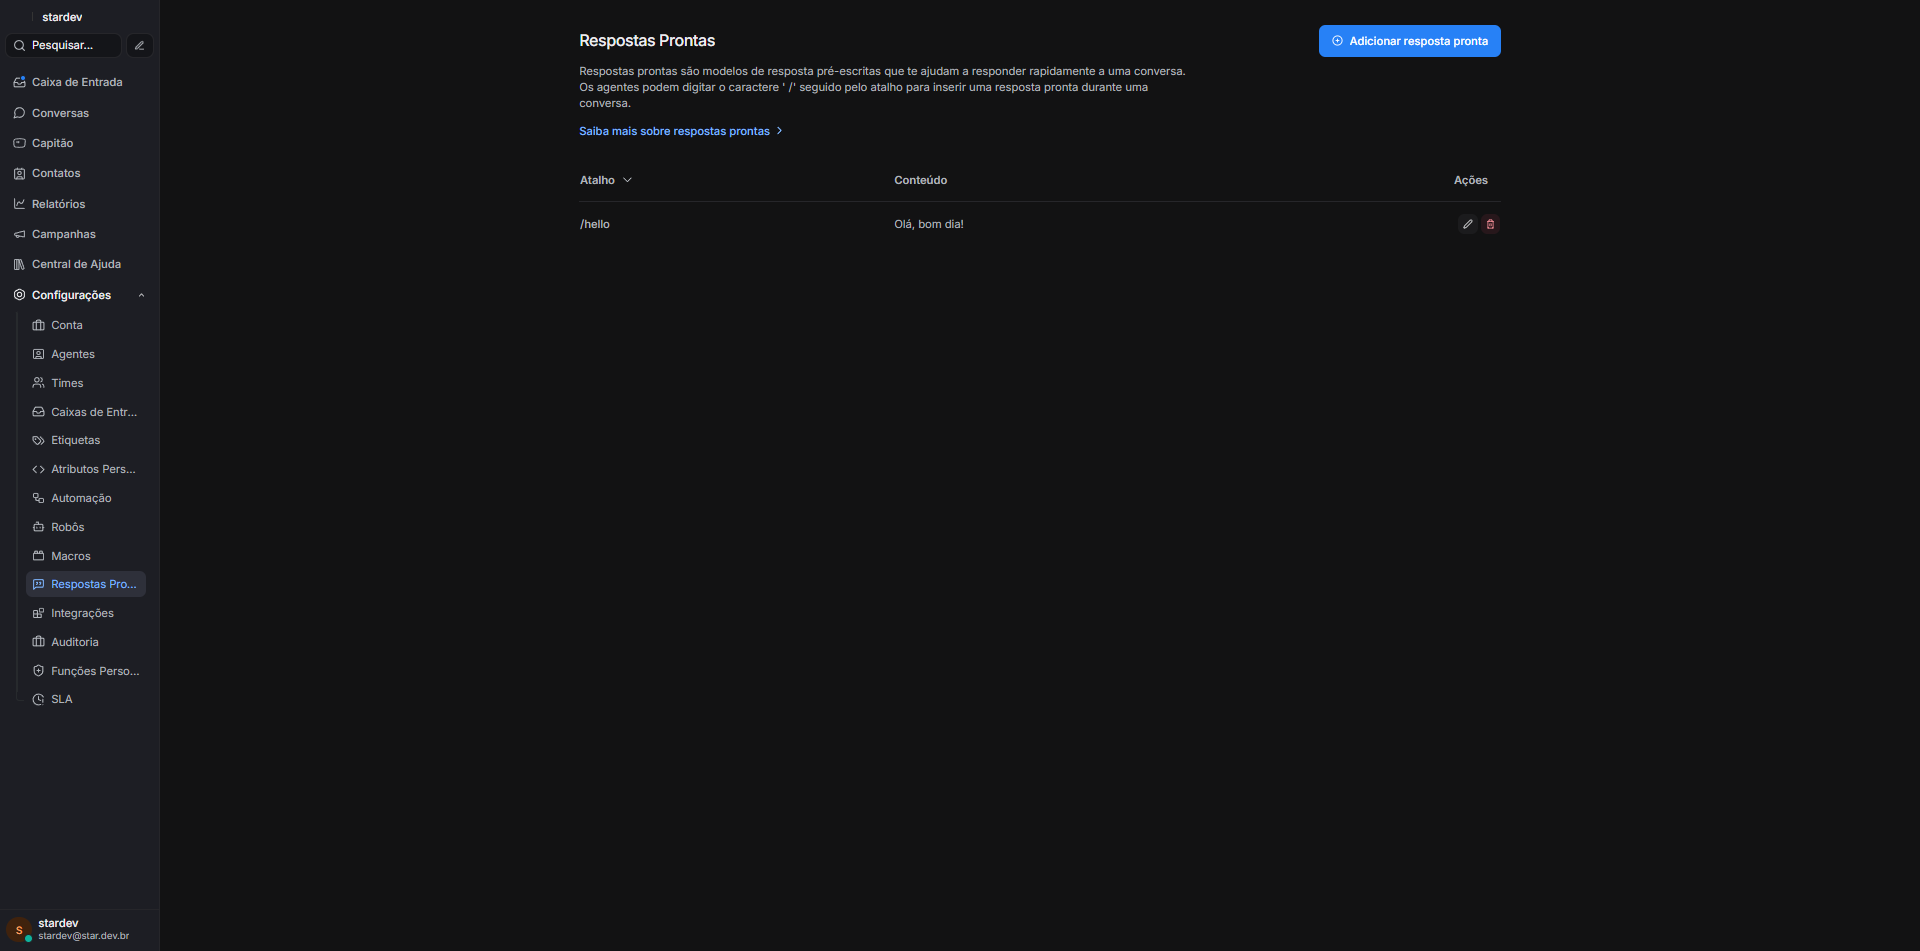 stardev
Pesquisar...
Caixa de Entrada
Conversas
Capitão
Contatos
Relatórios
Campanhas
Central de Ajuda
Configurações
Conta
Agentes
Times
Caixas de Entr...
Etiquetas
Atributos Pers...
Automação
Robôs
Macros
Respostas Pro...
Integrações
Auditoria
Funções Perso...
SLA
S
stardev
stardev@star.dev.br
Respostas Prontas
Adicionar resposta pronta
Respostas prontas são modelos de resposta pré-escritas que te ajudam a responder rapidamente a uma conversa.
Os agentes podem digitar o caractere ' /' seguido pelo atalho para inserir uma resposta pronta durante uma
conversa.
Saiba mais sobre respostas prontas
Atalho Conteúdo Ações
/hello Olá, bom dia!